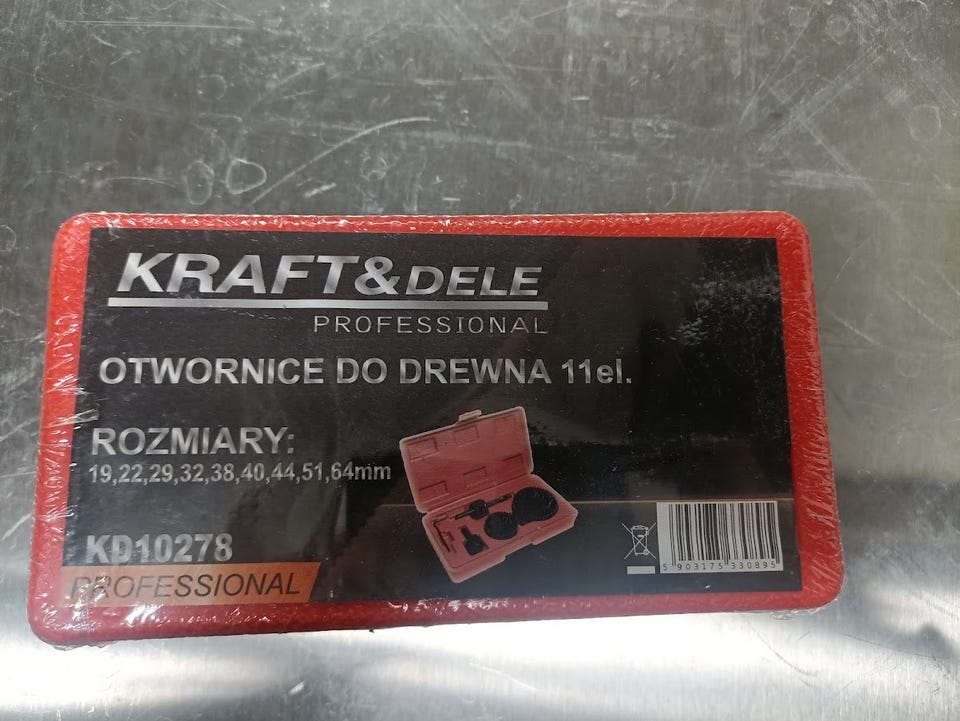 KRAFT&DELE
PROFESSIONAL
OTWORNICE DO DREWNA 11el.
ROZMIARY:
19,22,29,32,38,40,44,51,64mm
KD10278
PROFESSIONAL
5 903175 330895